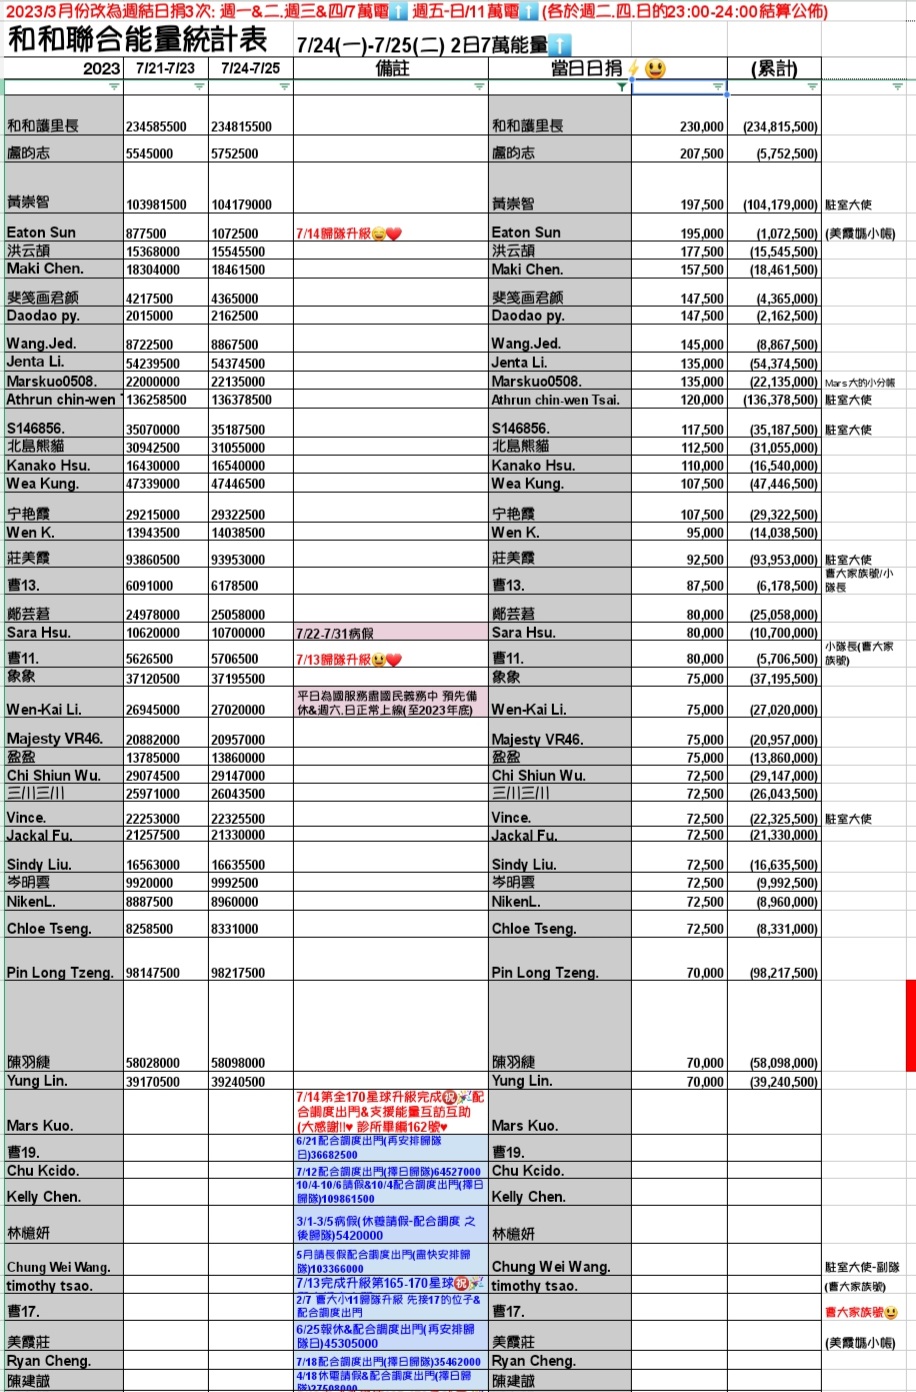 2023/3月份改為週結日捐3次: 週一&二.週三&四/7萬電⬆️ 週五-日/11萬電⬆️ (各於週二.四.日的23:00-24:00結算公佈)
和和聯合能量統計表 7/24(一)-7/25(二) 2日7萬能量⬆️
2023 7/21-7/23 7/24-7/25 備註 當日日捐⚡😃 (累計)
和和護里長 234585500 234815500 和和護里長 230,000 (234,815,500)
盧昀志 5545000 5752500 盧昀志 207,500 (5,752,500)
黃崇智 103981500 104179000 黃崇智 197,500 (104,179,000) 駐室大使
Eaton Sun 877500 1072500 7/14歸隊升級😄❤️ Eaton Sun 195,000 (1,072,500) (美霞媽小帳)
洪云頡 15368000 15545500 洪云頡 177,500 (15,545,500)
Maki Chen. 18304000 18461500 Maki Chen. 157,500 (18,461,500)
斐笺画君颜 4217500 4365000 斐笺画君颜 147,500 (4,365,000)
Daodao py. 2015000 2162500 Daodao py. 147,500 (2,162,500)
Wang.Jed. 8722500 8867500 Wang.Jed. 145,000 (8,867,500)
Jenta Li. 54239500 54374500 Jenta Li. 135,000 (54,374,500)
Marskuo0508. 22000000 22135000 Marskuo0508. 135,000 (22,135,000) Mars大的小分帳
Athrun chin-wen 136258500 136378500 Athrun chin-wen Tsai. 120,000 (136,378,500) 駐室大使
S146856. 35070000 35187500 S146856. 117,500 (35,187,500) 駐室大使
北島熊貓 30942500 31055000 北島熊貓 112,500 (31,055,000)
Kanako Hsu. 16430000 16540000 Kanako Hsu. 110,000 (16,540,000)
Wea Kung. 47339000 47446500 Wea Kung. 107,500 (47,446,500)
宁艳霞 29215000 29322500 宁艳霞 107,500 (29,322,500)
Wen K. 13943500 14038500 Wen K. 95,000 (14,038,500)
莊美霞 93860500 93953000 莊美霞 92,500 (93,953,000) 駐室大使
曹13. 6091000 6178500 曹13. 87,500 (6,178,500) 曹大家族號/小
隊長
鄭芸莙 24978000 25058000 鄭芸莙 80,000 (25,058,000)
Sara Hsu. 10620000 10700000 7/22-7/31病假 Sara Hsu. 80,000 (10,700,000)
曹11. 5626500 5706500 7/13歸隊升級😃❤️ 曹11. 80,000 (5,706,500) 小隊長(曹大家
族號)
象象 37120500 37195500 象象 75,000 (37,195,500)
Wen-Kai Li. 26945000 27020000 平日為國服務盡國民義務中 預先備
休&週六.日正常上線(至2023年底) Wen-Kai Li. 75,000 (27,020,000)
Majesty VR46. 20882000 20957000 Majesty VR46. 75,000 (20,957,000)
盈盈 13785000 13860000 盈盈 75,000 (13,860,000)
Chi Shiun Wu. 29074500 29147000 Chi Shiun Wu. 72,500 (29,147,000)
三川三川 25971000 26043500 三川三川 72,500 (26,043,500)
Vince. 22253000 22325500 Vince. 72,500 (22,325,500) 駐室大使
Jackal Fu. 21257500 21330000 Jackal Fu. 72,500 (21,330,000)
Sindy Liu. 16563000 16635500 Sindy Liu. 72,500 (16,635,500)
岑明雲 9920000 9992500 岑明雲 72,500 (9,992,500)
NikenL. 8887500 8960000 NikenL. 72,500 (8,960,000)
Chloe Tseng. 8258500 8331000 Chloe Tseng. 72,500 (8,331,000)
Pin Long Tzeng. 98147500 98217500 Pin Long Tzeng. 70,000 (98,217,500)
陳羽緁 58028000 58098000 陳羽緁 70,000 (58,098,000)
Yung Lin. 39170500 39240500 Yung Lin. 70,000 (39,240,500)
Mars Kuo. 7/14第全170星球升級完成㊗️🎉配
合調度出門&支援能量互訪互助
(大感謝!!♥ 診所畢編162號♥ Mars Kuo.
曹19. 6/21配合調度出門(再安排歸隊
日)36682500 曹19.
Chu Kcido. 7/12配合調度出門(擇日歸隊)64527000 Chu Kcido.
Kelly Chen. 10/4-10/6請假&10/4配合調度出門(擇日
歸隊)109861500 Kelly Chen.
林憶妍 3/1-3/5病假(休養請假-配合調度 之
後歸隊)5420000 林憶妍
Chung Wei Wang. 5月請長假配合調度出門(盡快安排歸
隊)103366000 Chung Wei Wang. 駐室大使-副隊
timothy tsao. 7/13完成升級第165-170星球㊗️🎉 timothy tsao. (曹大家族號)
曹17. 2/7 曹大小11歸隊升級 先接17的位子&
配合調度出門 曹17. 曹大家族號😃
美霞莊 6/25報休&配合調度出門(再安排歸
隊日)45305000 美霞莊 (美霞媽小帳)
Ryan Cheng. 7/18配合調度出門(擇日歸隊)35462000 Ryan Cheng.
陳建誠 4/18休電請假&配合調度出門(擇日歸
隊)27508000 陳建誠